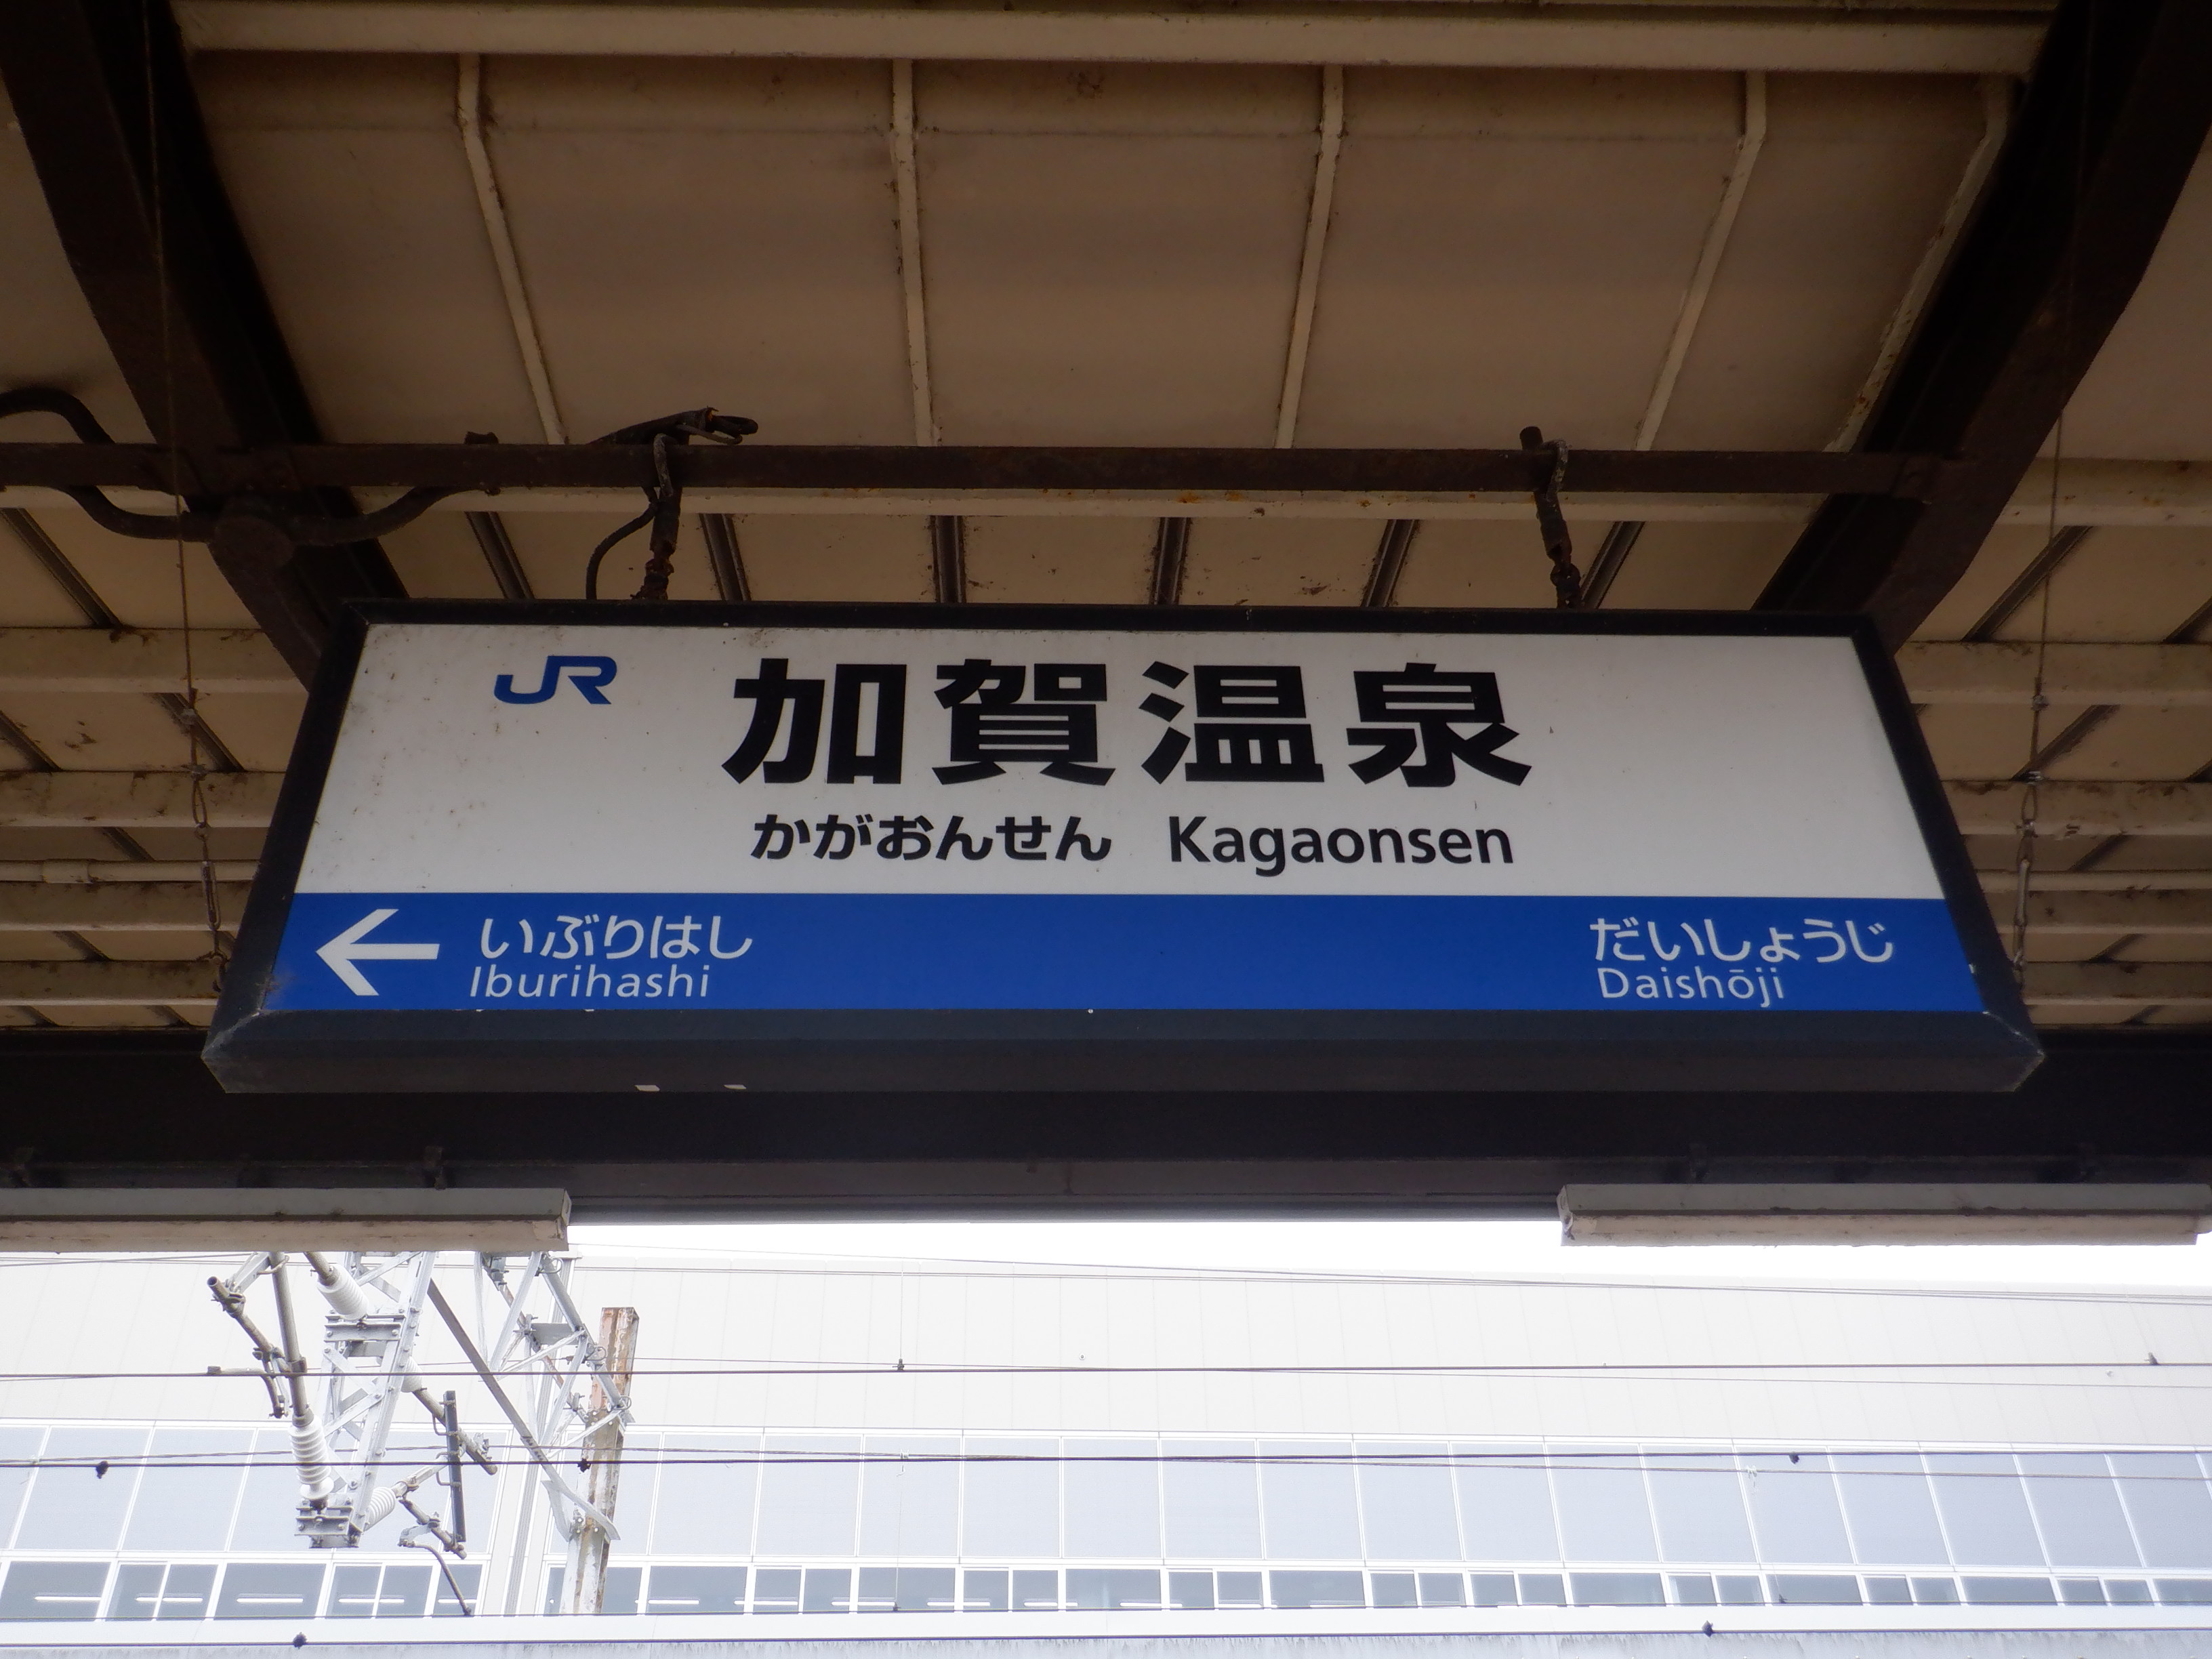 JR 加賀温泉
かがおんせん Kagaonsen
← いぶりはし だいしょうじ
Iburihashi Daishōji